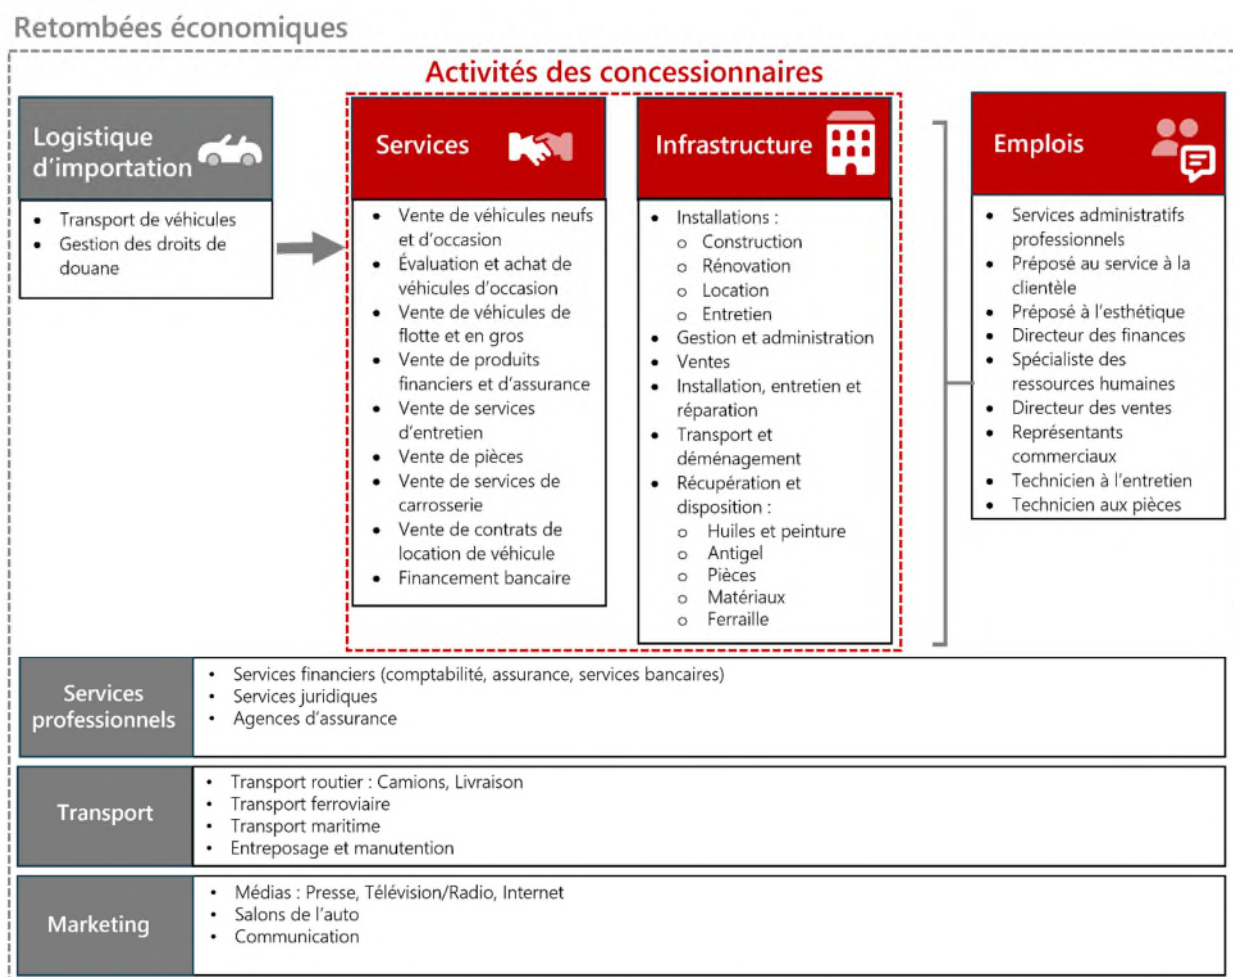 Retombées économiques
Activités des concessionnaires
Logistique
d'importation
• Transport de véhicules
• Gestion des droits de
douane
Services
• Vente de véhicules neufs
et d'occasion
• Évaluation et achat de
véhicules d'occasion
• Vente de véhicules de
flotte et en gros
• Vente de produits
financiers et d'assurance
• Vente de services
d'entretien
• Vente de pièces
• Vente de services de
carrosserie
• Vente de contrats de
location de véhicule
• Financement bancaire
Infrastructure
• Installations :
o Construction
o Rénovation
o Location
o Entretien
• Gestion et administration
• Ventes
• Installation, entretien et
réparation
• Transport et
déménagement
• Récupération et
disposition :
o Huiles et peinture
o Antigel
o Pièces
o Matériaux
o Ferraille
Emplois
• Services administratifs
professionnels
• Préposé au service à la
clientèle
• Préposé à l'esthétique
• Directeur des finances
• Spécialiste des
ressources humaines
• Directeur des ventes
• Représentants
commerciaux
• Technicien à l'entretien
• Technicien aux pièces
Services
professionnels
• Services financiers (comptabilité, assurance, services bancaires)
• Services juridiques
• Agences d'assurance
Transport
• Transport routier : Camions, Livraison
• Transport ferroviaire
• Transport maritime
• Entreposage et manutention
Marketing
• Médias : Presse, Télévision/Radio, Internet
• Salons de l'auto
• Communication